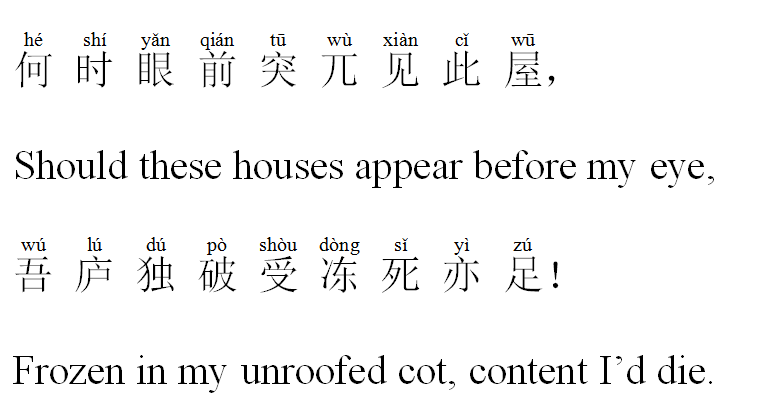 hé shí yǎn qián tū wù xiàn cǐ wū
何时眼前突兀见此屋，
Should these houses appear before my eye,
wú lú dú pò shòu dòng sǐ yì zú
吾庐独破受冻死亦足！
Frozen in my unroofed cot, content I’d die.